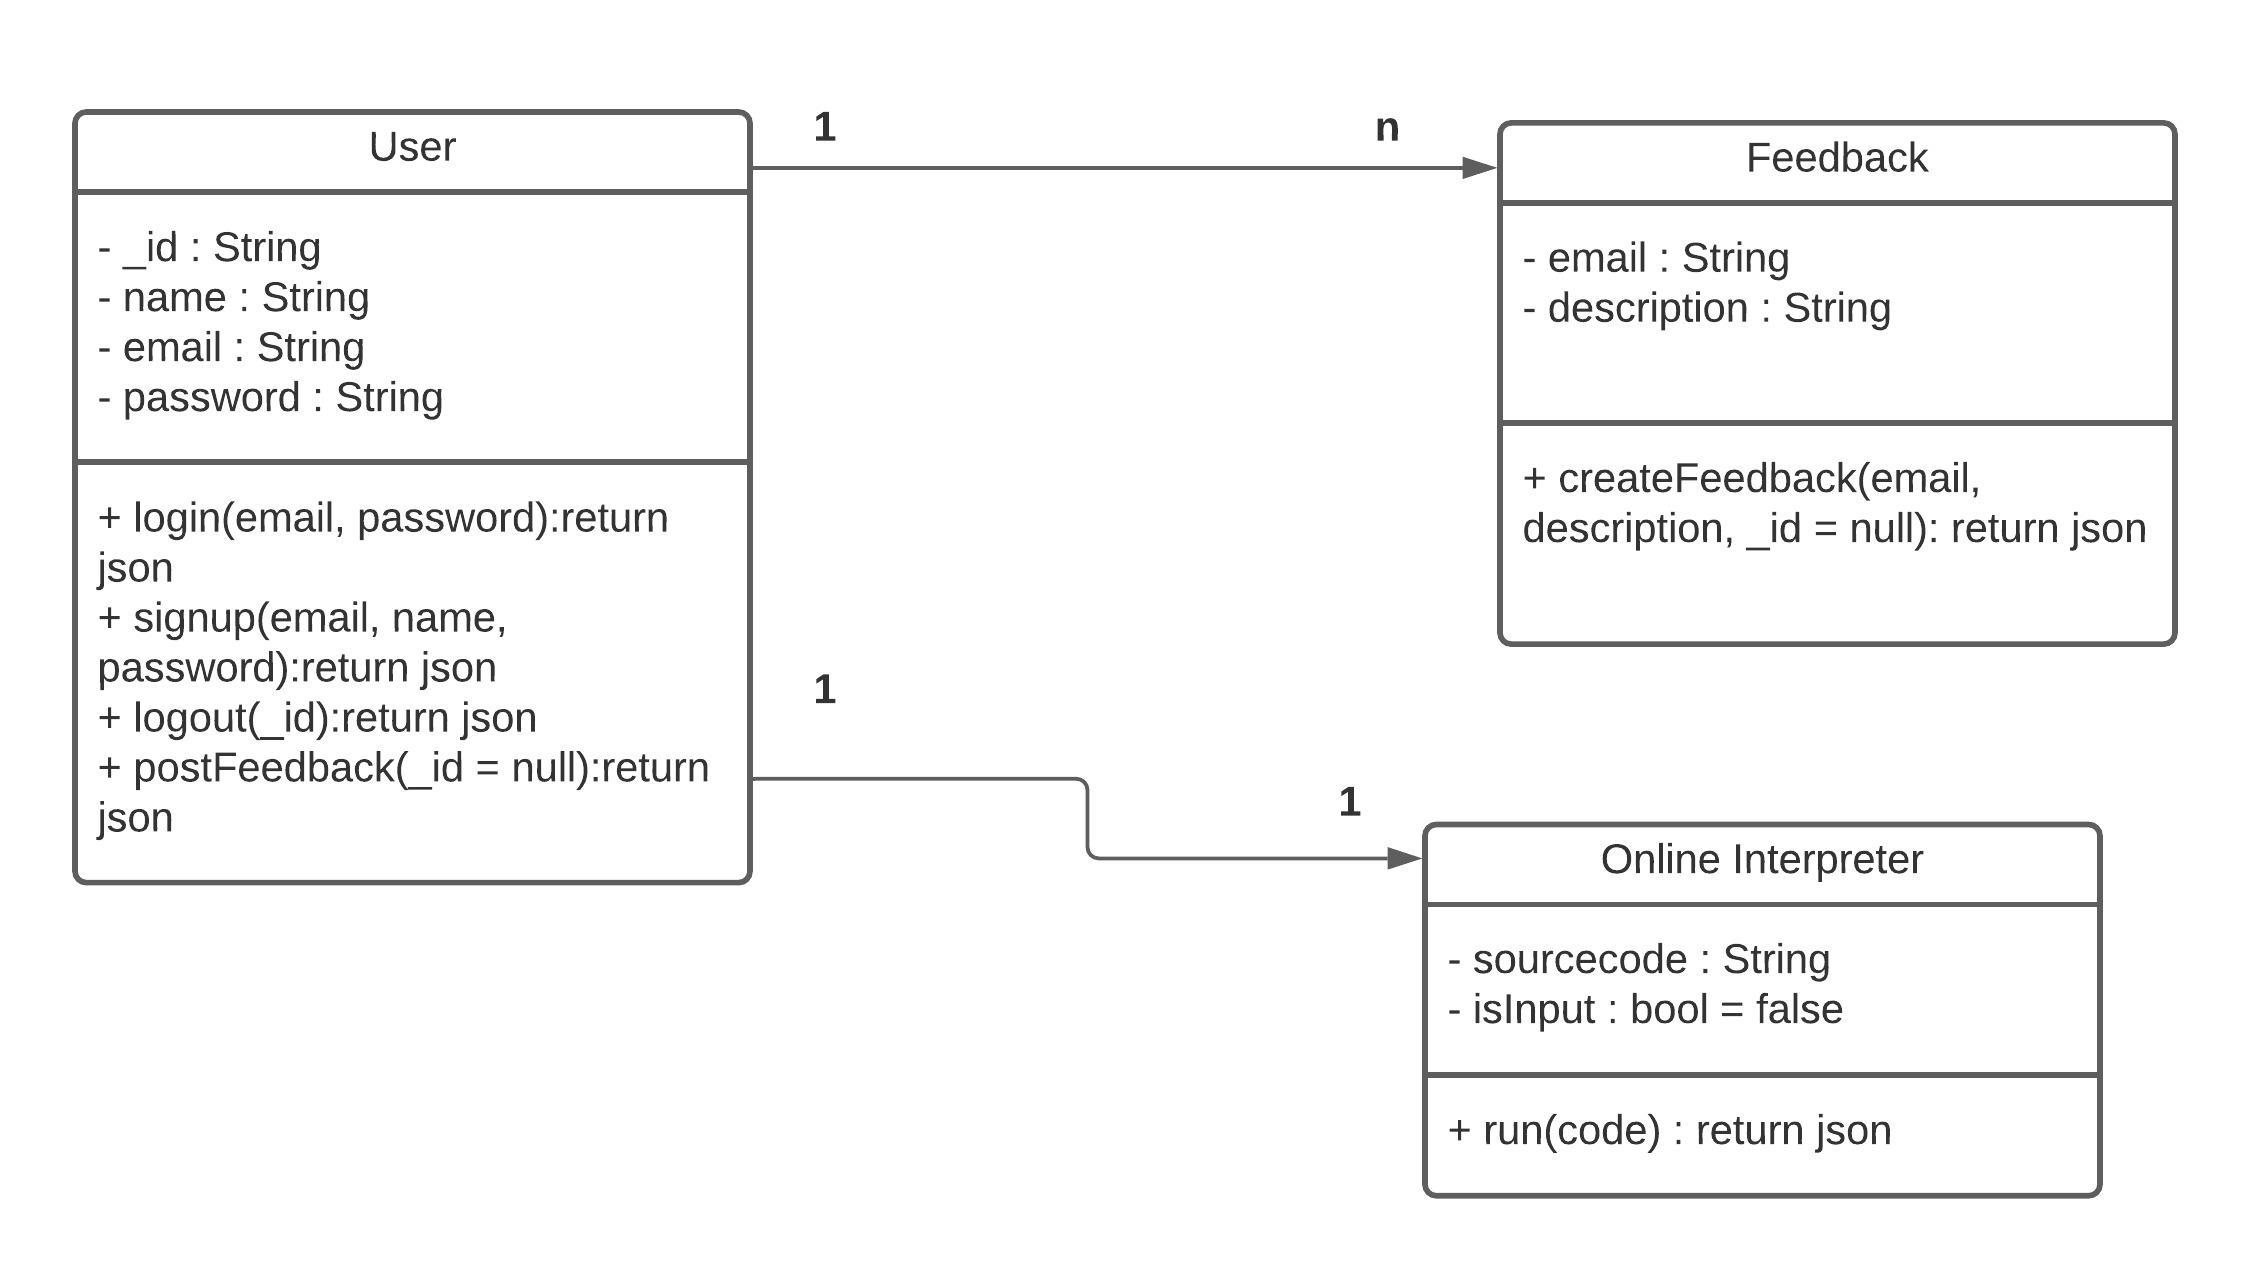 User
- _id : String
- name : String
- email : String
- password : String
+ login(email, password):return
json
+ signup(email, name,
password):return json
+ logout(_id):return json
+ postFeedback(_id = null):return
json
1
n
Feedback
- email : String
- description : String
+ createFeedback(email,
description, _id = null): return json
1
1
Online Interpreter
- sourcecode : String
- isInput : bool = false
+ run(code) : return json